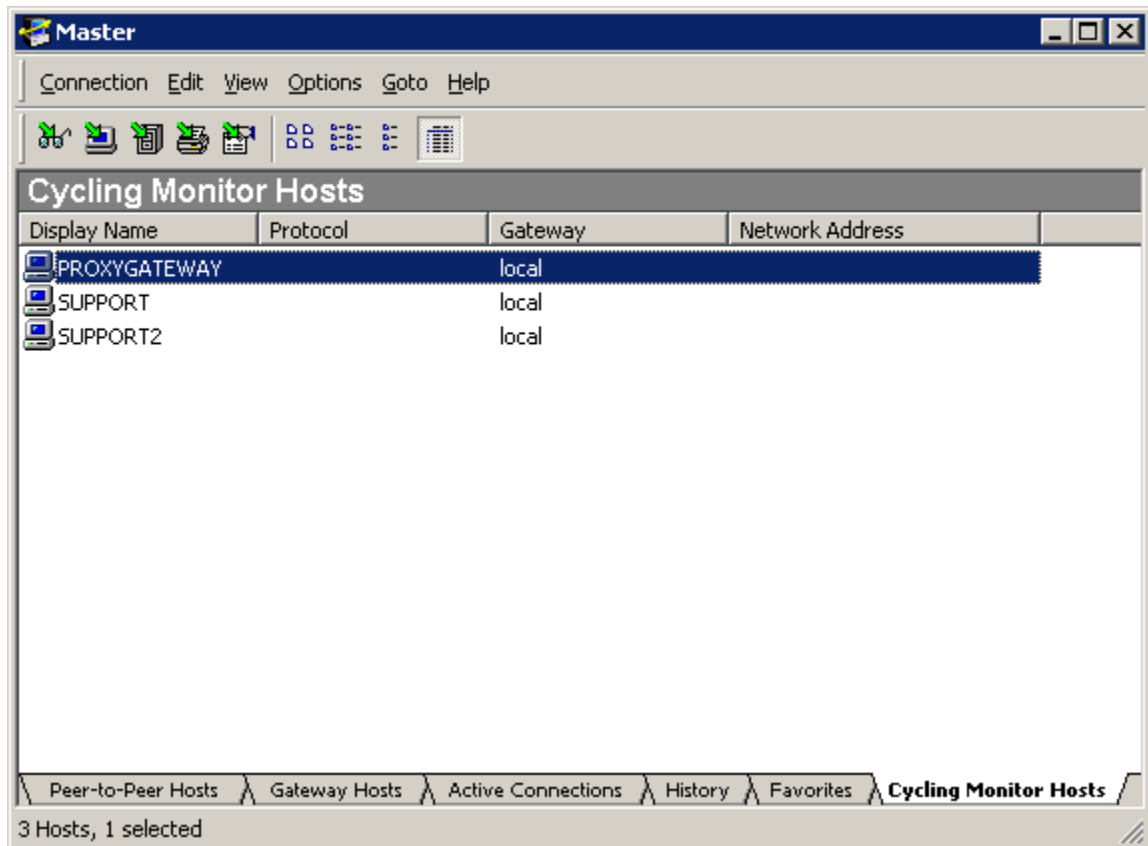 Master
Connection Edit View Options Goto Help
Cycling Monitor Hosts
Display Name Protocol Gateway Network Address
PROXYGATEWAY local
SUPPORT local
SUPPORT2 local
Peer-to-Peer Hosts Gateway Hosts Active Connections History Favorites Cycling Monitor Hosts
3 Hosts, 1 selected